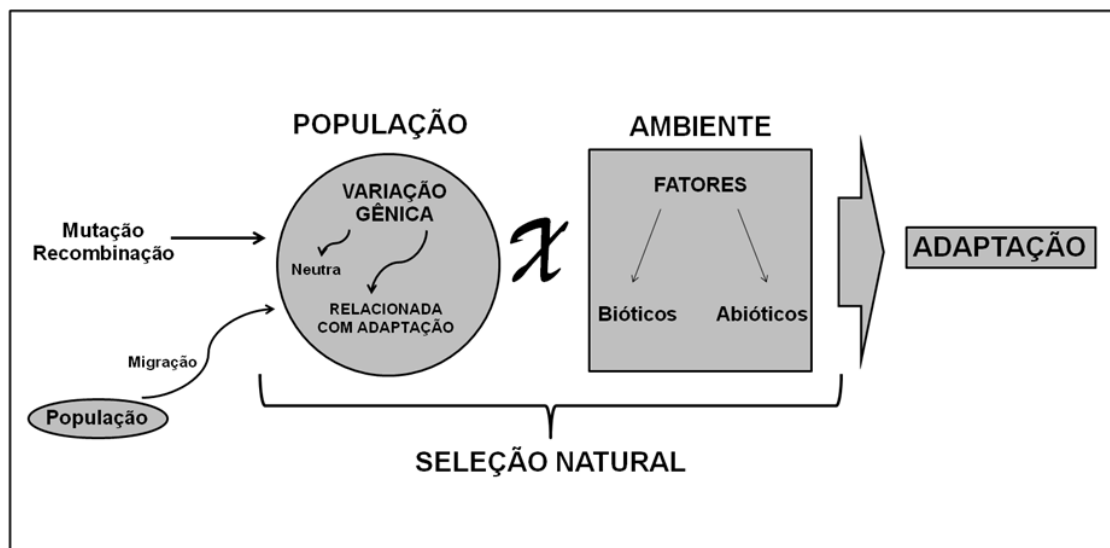 POPULAÇÃO
AMBIENTE
VARIAÇÃO
GÊNICA
FATORES
Mutação
Recombinação
Neutra
X
RELACIONADA
COM ADAPTAÇÃO
Bióticos
Abióticos
ADAPTAÇÃO
Migração
População
SELEÇÃO NATURAL